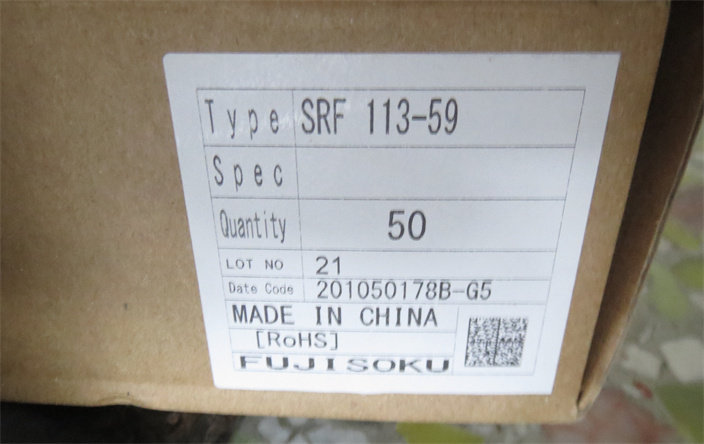 Type SRF 113-59
Spec
Quantity 50
LOT NO 21
Date Code 201050178B-G5
MADE IN CHINA
[RoHS]
FUJISOKU